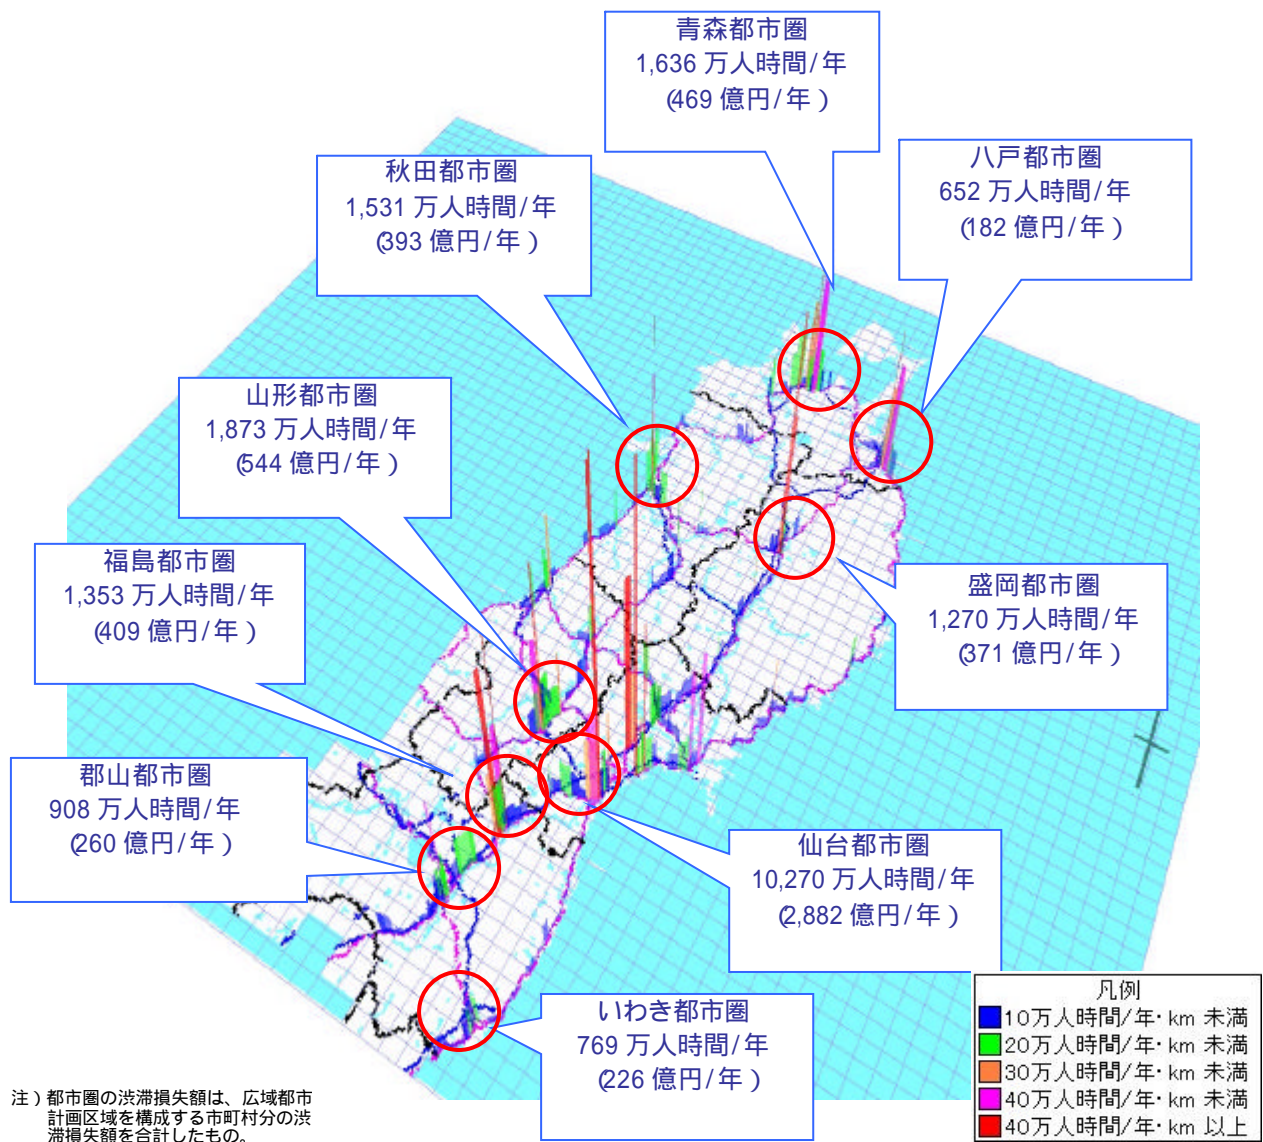 青森都市圏
1,636 万人時間/年
(469 億円/年 )
八戸都市圏
652 万人時間/年
(182 億円/年 )
秋田都市圏
1,531 万人時間/年
(393 億円/年 )
山形都市圏
1,873 万人時間/年
(544 億円/年 )
福島都市圏
1,353 万人時間/年
(409 億円/年 )
盛岡都市圏
1,270 万人時間/年
(371 億円/年 )
郡山都市圏
908 万人時間/年
(260 億円/年 )
仙台都市圏
10,270 万人時間/年
(2,882 億円/年 )
いわき都市圏
769 万人時間/年
(226 億円/年 )
凡例
10万人時間/年・km 未満
20万人時間/年・km 未満
30万人時間/年・km 未満
40万人時間/年・km 未満
40万人時間/年・km 以上
注 ) 都市圏の渋滞損失額は、広域都市
計画区域を構成する市町村分の渋
滞損失額を合計したもの。